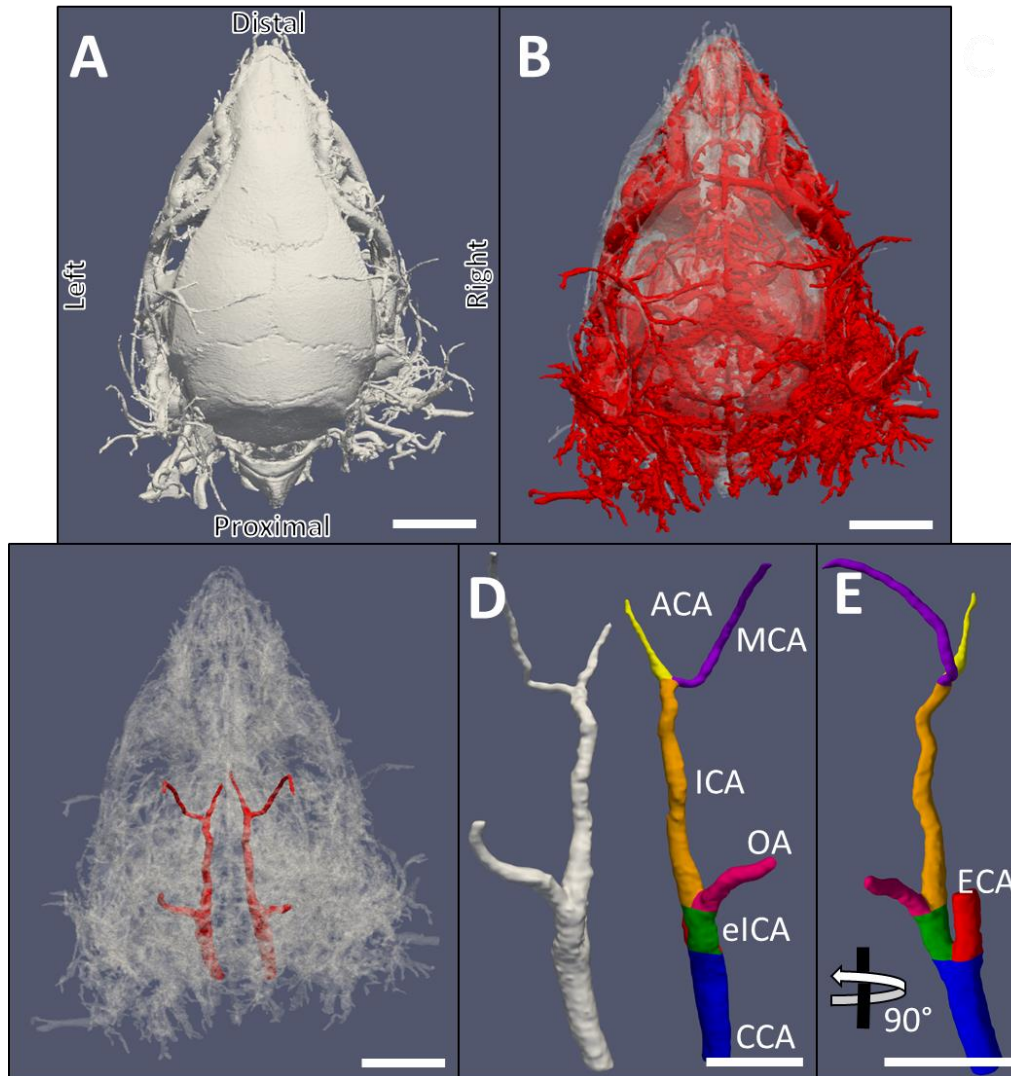 Distal
A
B
C
Left
Right
Proximal
D
E
ACA
MCA
ICA
OA
ECA
eICA
90°
CCA